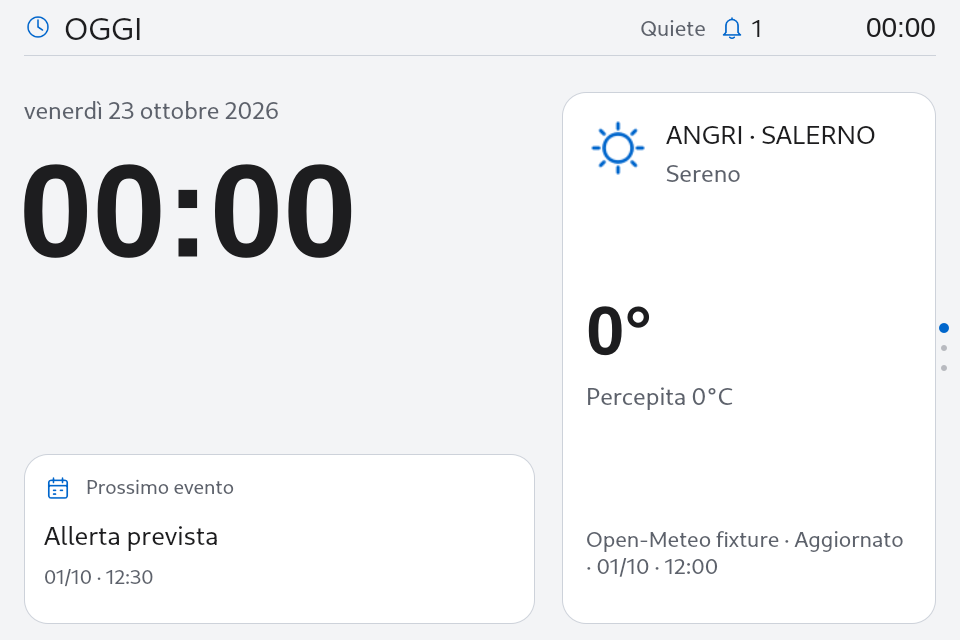 OGGI
Quiete 1 00:00
venerdì 23 ottobre 2026
00:00
ANGRI · SALERNO
Sereno
0°
Percepita 0°C
Open-Meteo fixture · Aggiornato
· 01/10 · 12:00
Prossimo evento
Allerta prevista
01/10 · 12:30